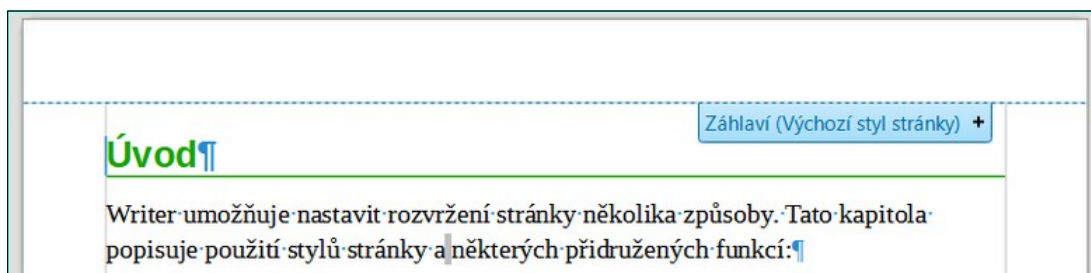 Záhlaví (Výchozí styl stránky) +
Úvod¶
Writer·umožňuje·nastavit·rozvržení·stránky·několika·způsoby.·Tato·kapitola·
popisuje·použití·stylů·stránky·a některých·přidružených·funkcí:¶